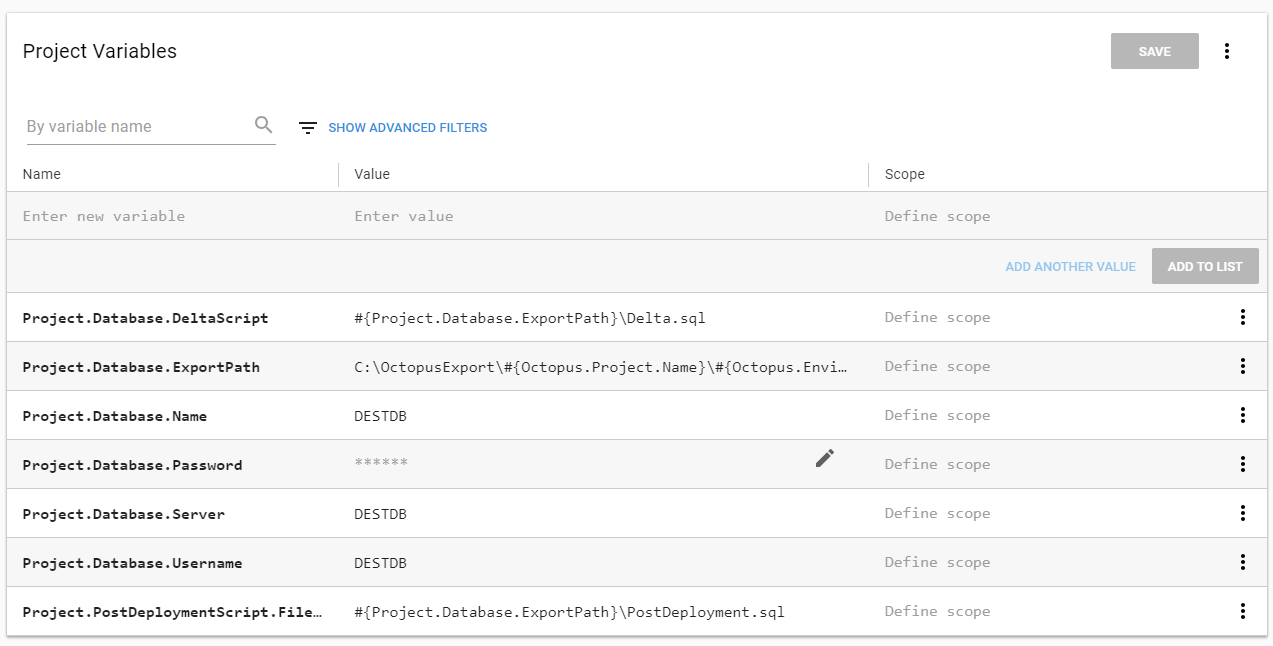 Project Variables
SAVE
By variable name
SHOW ADVANCED FILTERS
Name Value Scope
Enter new variable Enter value Define scope
ADD ANOTHER VALUE ADD TO LIST
Project.Database.DeltaScript #{Project.Database.ExportPath}\Delta.sql Define scope
Project.Database.ExportPath C:\OctopusExport\#{Octopus.Project.Name}\#{Octopus.Envi… Define scope
Project.Database.Name DESTDB Define scope
Project.Database.Password ****** Define scope
Project.Database.Server DESTDB Define scope
Project.Database.Username DESTDB Define scope
Project.PostDeploymentScript.File… #{Project.Database.ExportPath}\PostDeployment.sql Define scope